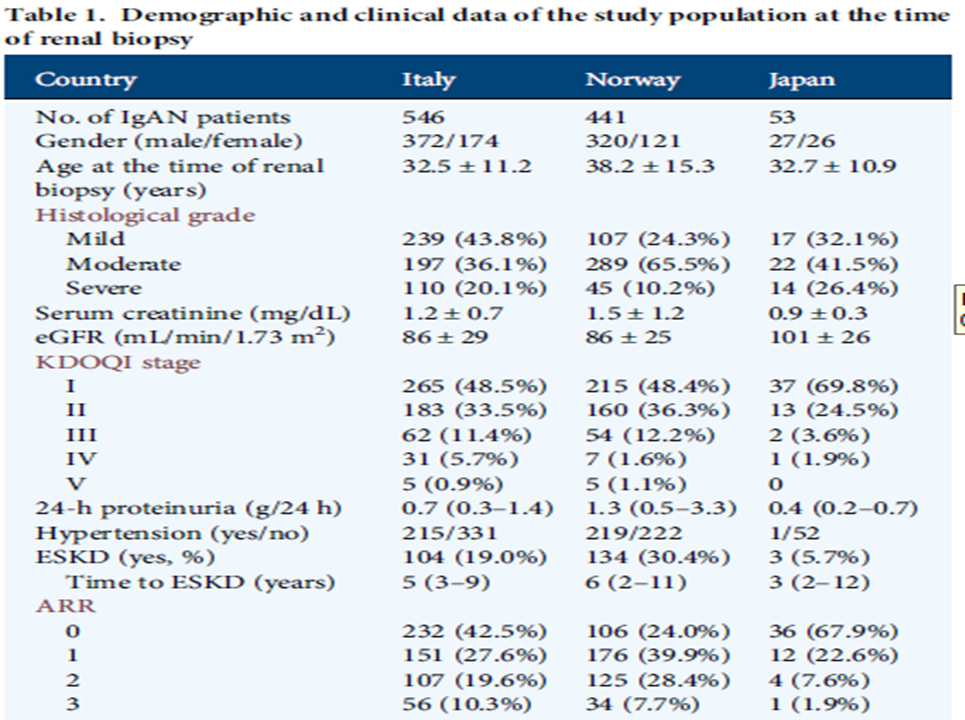 Table 1. Demographic and clinical data of the study population at the time
of renal biopsy
Country Italy Norway Japan
No. of IgAN patients 546 441 53
Gender (male/female) 372/174 320/121 27/26
Age at the time of renal 32.5 ± 11.2 38.2 ± 15.3 32.7 ± 10.9
biopsy (years)
Histological grade
Mild 239 (43.8%) 107 (24.3%) 17 (32.1%)
Moderate 197 (36.1%) 289 (65.5%) 22 (41.5%)
Severe 110 (20.1%) 45 (10.2%) 14 (26.4%)
Serum creatinine (mg/dL) 1.2 ± 0.7 1.5 ± 1.2 0.9 ± 0.3
eGFR (mL/min/1.73 m²) 86 ± 29 86 ± 25 101 ± 26
KDOQI stage
I 265 (48.5%) 215 (48.4%) 37 (69.8%)
II 183 (33.5%) 160 (36.3%) 13 (24.5%)
III 62 (11.4%) 54 (12.2%) 2 (3.6%)
IV 31 (5.7%) 7 (1.6%) 1 (1.9%)
V 5 (0.9%) 5 (1.1%) 0
24-h proteinuria (g/24 h) 0.7 (0.3–1.4) 1.3 (0.5–3.3) 0.4 (0.2–0.7)
Hypertension (yes/no) 215/331 219/222 1/52
ESKD (yes, %) 104 (19.0%) 134 (30.4%) 3 (5.7%)
Time to ESKD (years) 5 (3–9) 6 (2–11) 3 (2–12)
ARR
0 232 (42.5%) 106 (24.0%) 36 (67.9%)
1 151 (27.6%) 176 (39.9%) 12 (22.6%)
2 107 (19.6%) 125 (28.4%) 4 (7.6%)
3 56 (10.3%) 34 (7.7%) 1 (1.9%)